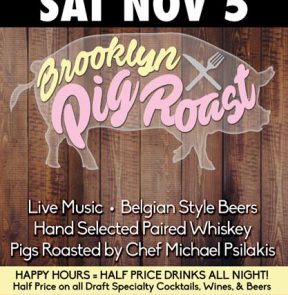 SAT NOV 5
Brooklyn
Pig Roast
Live Music • Belgian Style Beers
Hand Selected Paired Whiskey
Pigs Roasted by Chef Michael Psilakis
HAPPY HOURS = HALF PRICE DRINKS ALL NIGHT!
Half Price on all Draft Specialty Cocktails, Wines, & Beers